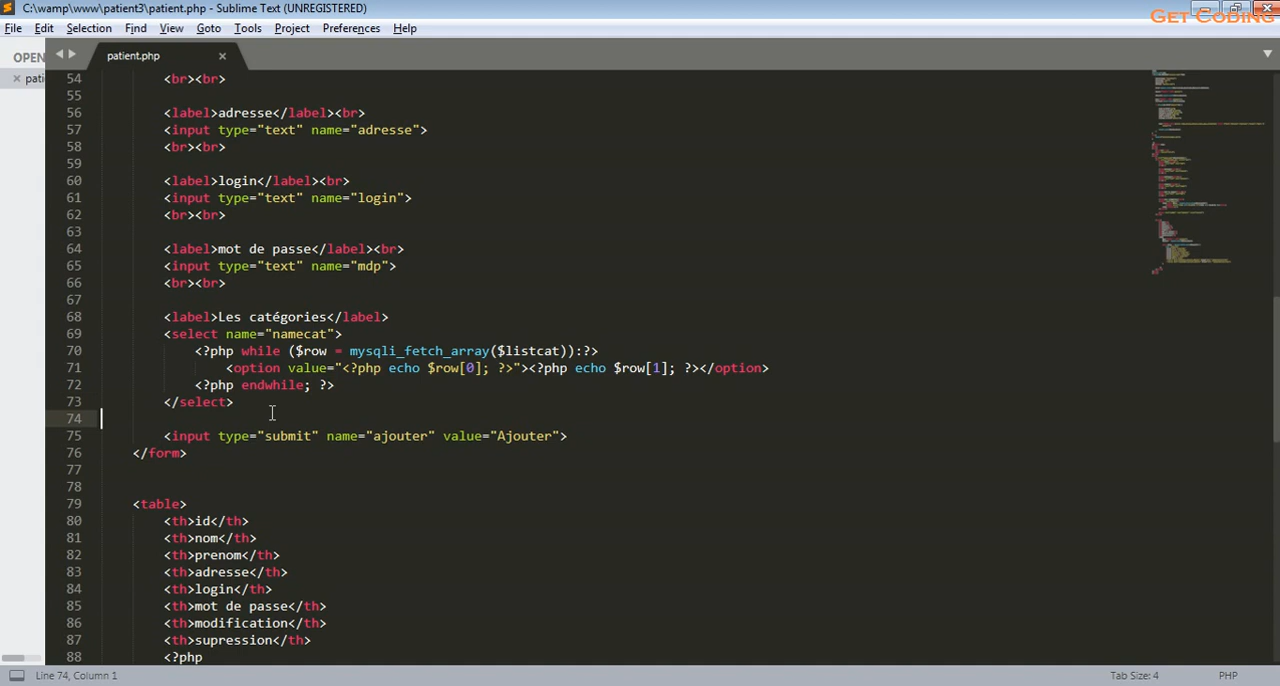 C:\wamp\www\patient3\patient.php - Sublime Text (UNREGISTERED)
GET CODING
File Edit Selection View Goto Tools Project Preferences Help
OPEN
patient.php
pati
54 <br><br>
55
56 <label>adresse</label><br>
57 <input type="text" name="adresse">
58 <br><br>
59
60 <label>login</label><br>
61 <input type="text" name="login">
62 <br><br>
63
64 <label>mot de passe</label><br>
65 <input type="text" name="mdp">
66 <br><br>
67
68 <label>Les catégories</label>
69 <select name="namecat">
70 <?php while ($row = mysqli_fetch_array($listcat)):?>
71 <option value="<?php echo $row[0]; ?>"><?php echo $row[1]; ?></option>
72 <?php endwhile; ?>
73 </select>
74
75 <input type="submit" name="ajouter" value="Ajouter">
76 </form>
77
78
79 <table>
80 <th>id</th>
81 <th>nom</th>
82 <th>prenom</th>
83 <th>adresse</th>
84 <th>login</th>
85 <th>mot de passe</th>
86 <th>modification</th>
87 <th>supression</th>
88 <?php
Line 74, Column 1
Tab Size: 4
PHP